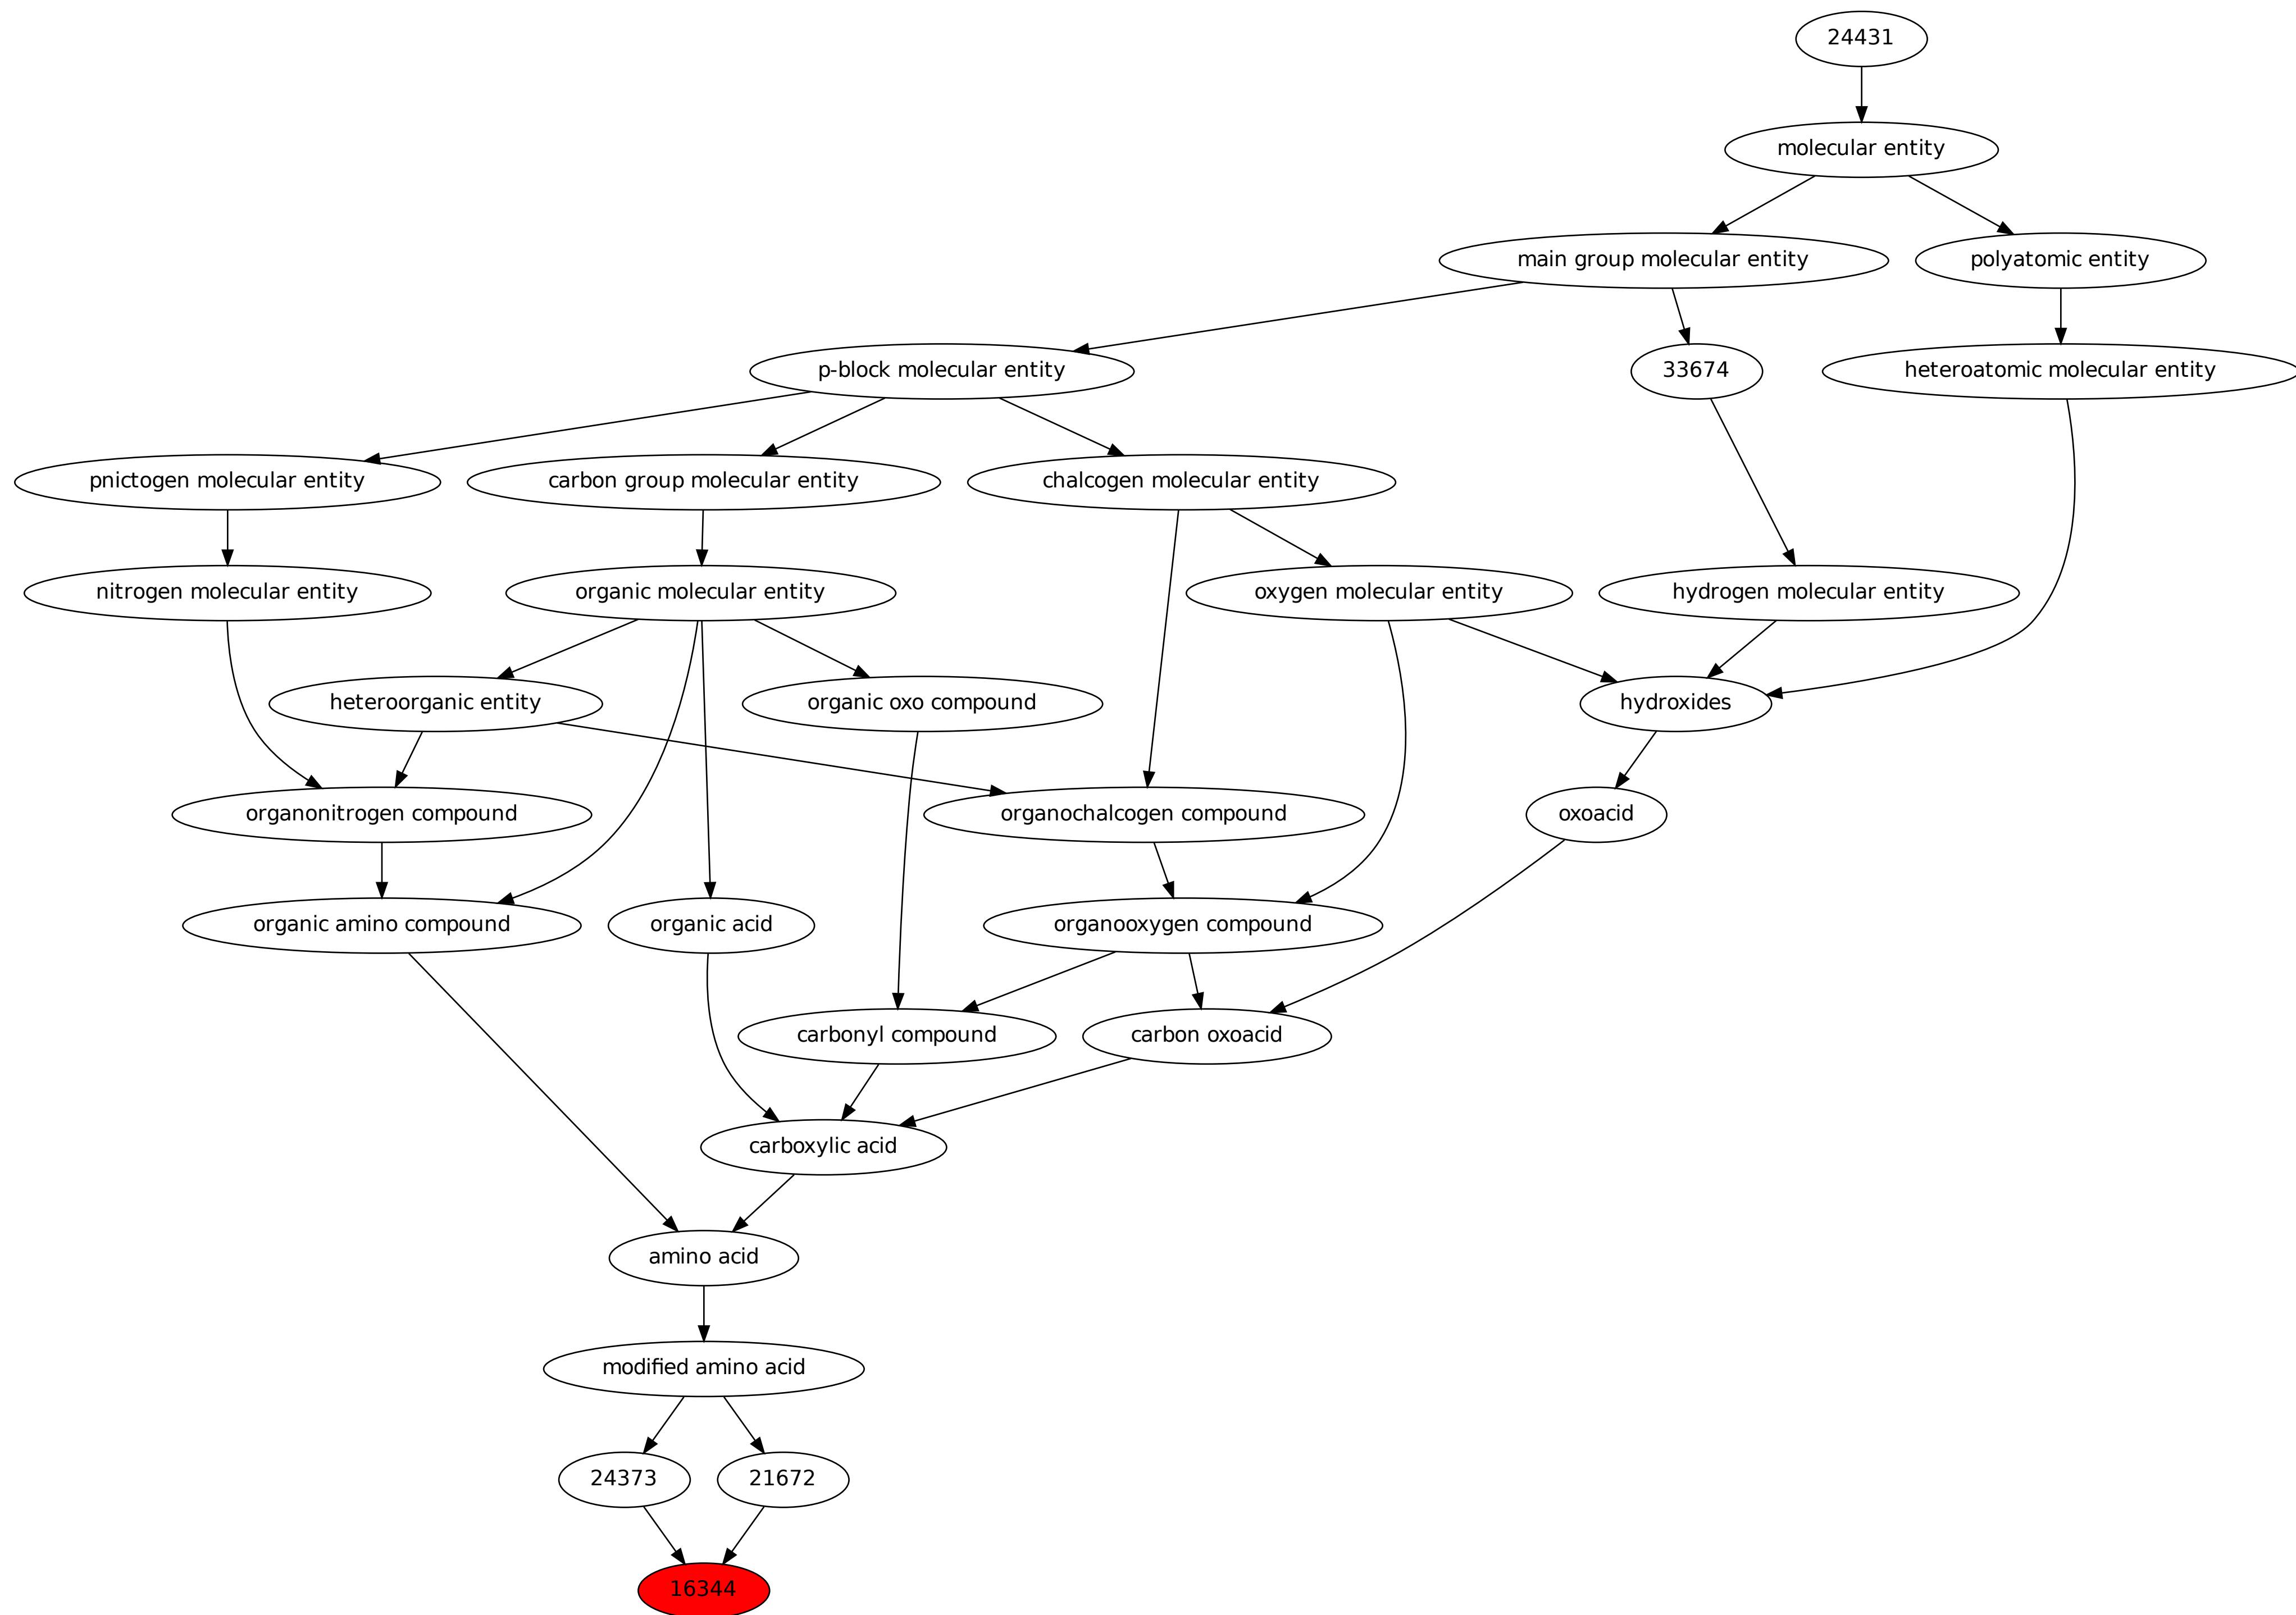 24431
molecular entity
main group molecular entity
polyatomic entity
p-block molecular entity
33674
heteroatomic molecular entity
pnictogen molecular entity
carbon group molecular entity
chalcogen molecular entity
nitrogen molecular entity
organic molecular entity
oxygen molecular entity
hydrogen molecular entity
heteroorganic entity
organic oxo compound
hydroxides
organonitrogen compound
organochalcogen compound
oxoacid
organic amino compound
organic acid
organooxygen compound
carbonyl compound
carbon oxoacid
carboxylic acid
amino acid
modified amino acid
24373
21672
16344